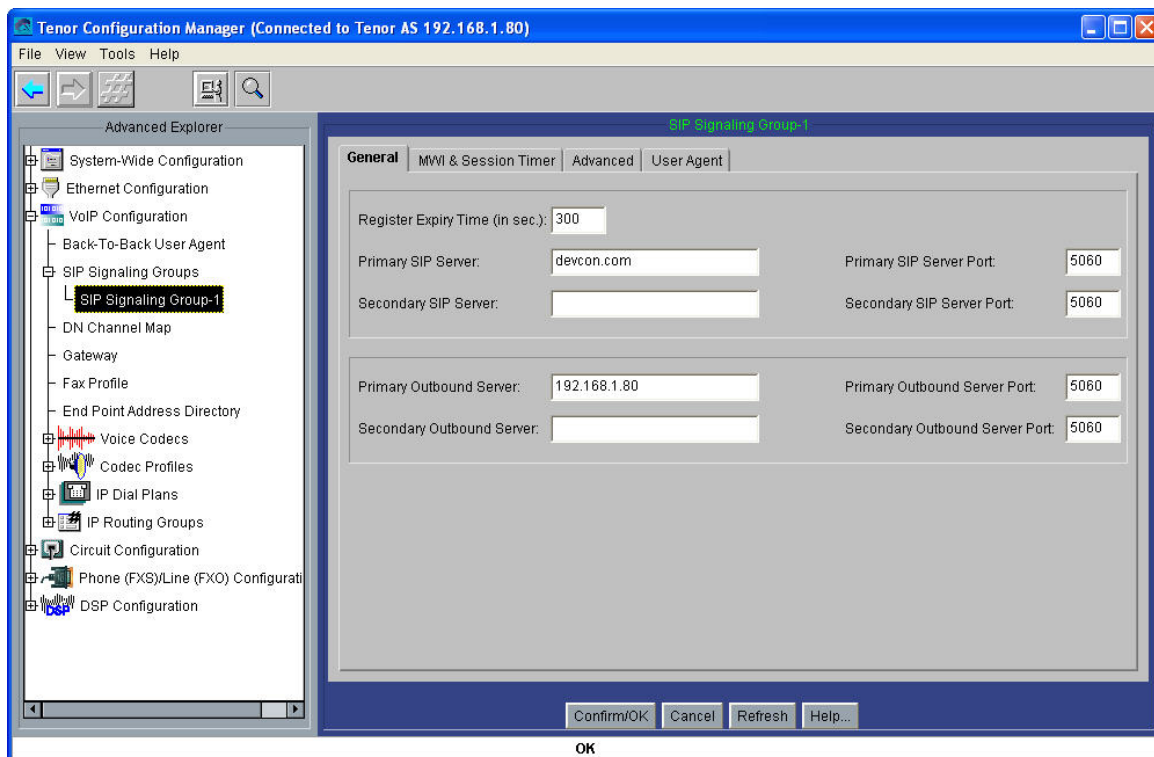 Tenor Configuration Manager (Connected to Tenor AS 192.168.1.80)
File View Tools Help
Advanced Explorer
System-Wide Configuration
Ethernet Configuration
VoIP Configuration
Back-To-Back User Agent
SIP Signaling Groups
SIP Signaling Group-1
DN Channel Map
Gateway
Fax Profile
End Point Address Directory
Voice Codecs
Codec Profiles
IP Dial Plans
IP Routing Groups
Circuit Configuration
Phone (FXS)/Line (FXO) Configurati
DSP DSP Configuration
SIP Signaling Group-1
General MWI & Session Timer Advanced User Agent
Register Expiry Time (in sec.): 300
Primary SIP Server: devcon.com Primary SIP Server Port: 5060
Secondary SIP Server: Secondary SIP Server Port: 5060
Primary Outbound Server: 192.168.1.80 Primary Outbound Server Port: 5060
Secondary Outbound Server: Secondary Outbound Server Port: 5060
Confirm/OK Cancel Refresh Help...
OK